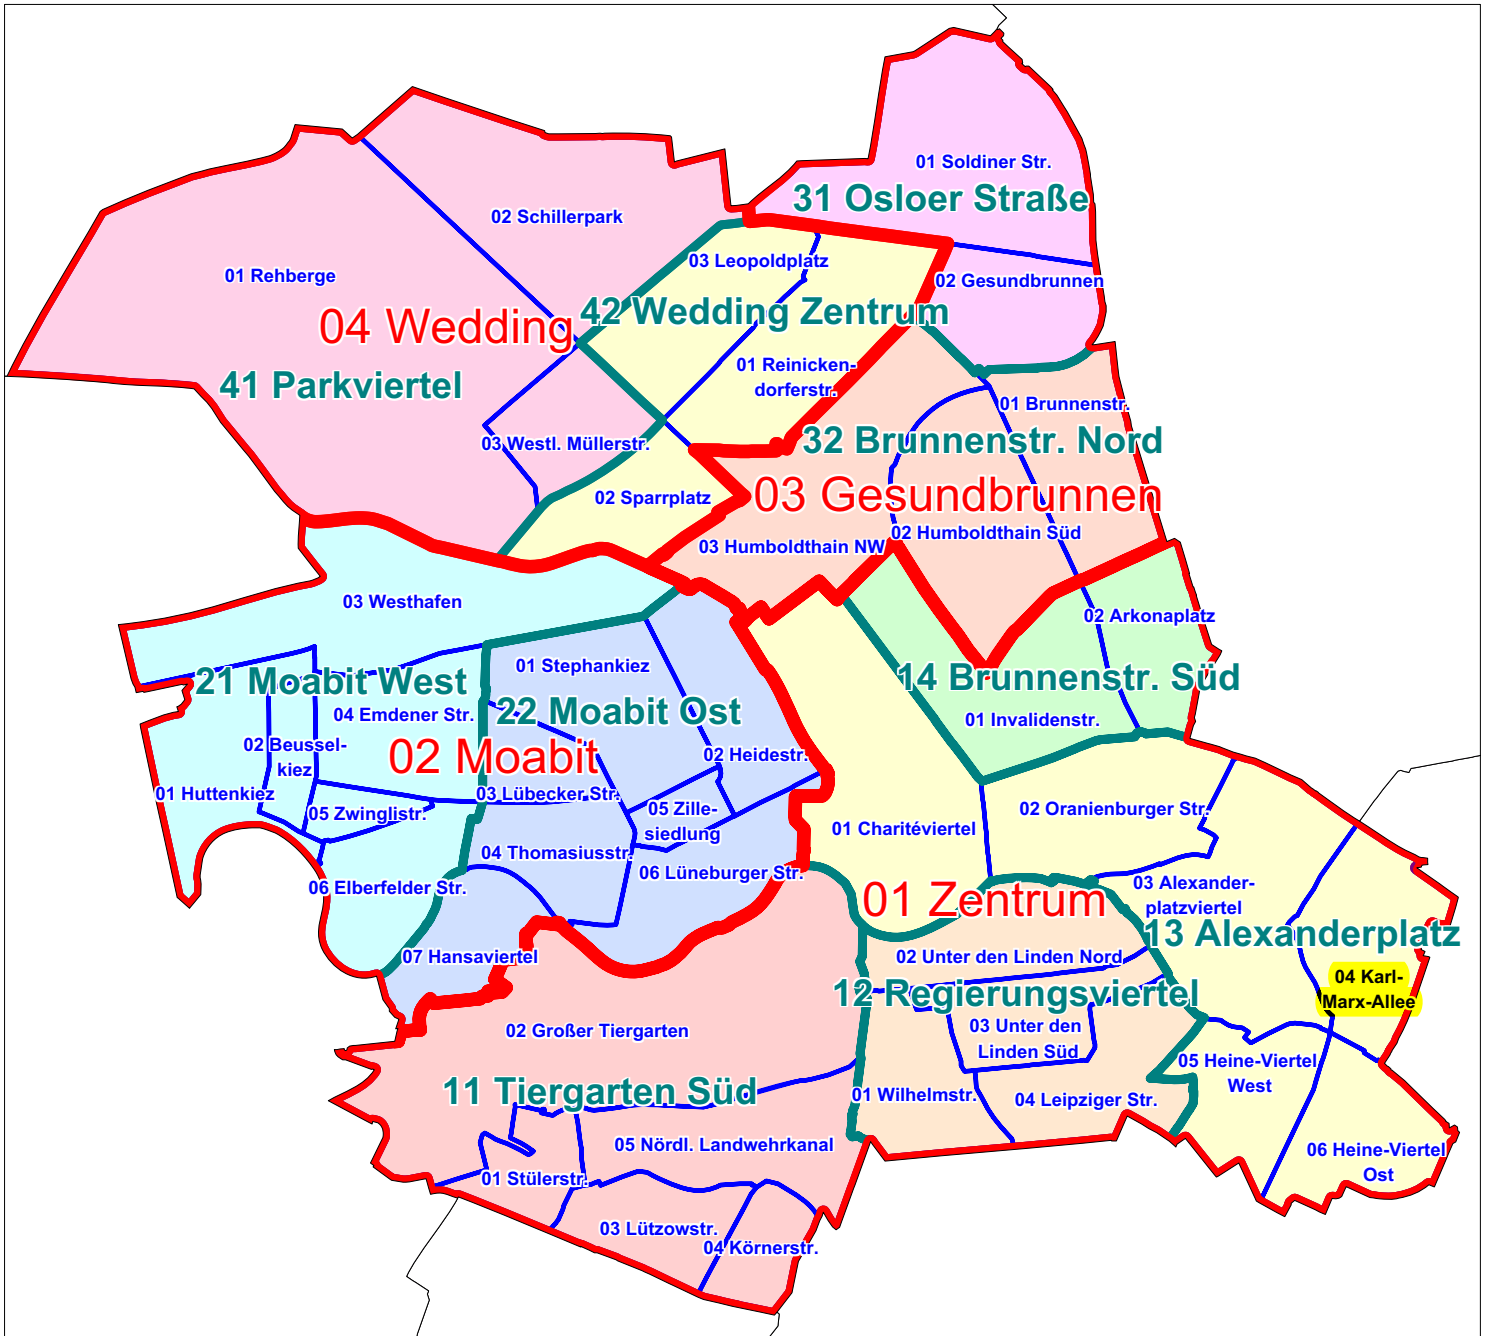 01 Soldiner Str.
31 Osloer Straße
02 Schillerpark
03 Leopoldplatz
01 Rehberge
02 Gesundbrunnen
42 Wedding Zentrum
04 Wedding
01 Reinicken-
dorferstr.
41 Parkviertel
01 Brunnenstr.
32 Brunnenstr. Nord
03 Westl. Müllerstr.
02 Sparrplatz
03 Gesundbrunnen
02 Humboldthain Süd
03 Humboldthain NW
03 Westhafen
02 Arkonaplatz
01 Stephankiez
21 Moabit West
14 Brunnenstr. Süd
04 Emdener Str.
22 Moabit Ost
01 Invalidenstr.
02 Beussel-
kiez
02 Moabit
02 Heidestr.
01 Huttenkiez
03 Lübecker Str.
05 Zwinglistr.
05 Zille-
siedlung
02 Oranienburger Str.
01 Charitéviertel
04 Thomasiusstr.
06 Lüneburger Str.
06 Elberfelder Str.
03 Alexander-
platzviertel
01 Zentrum
13 Alexanderplatz
07 Hansaviertel
02 Unter den Linden Nord
04 Karl-
Marx-Allee
12 Regierungsviertel
02 Großer Tiergarten
03 Unter den
Linden Süd
05 Heine-Viertel
West
11 Tiergarten Süd
01 Wilhelmstr.
04 Leipziger Str.
05 Nördl. Landwehrkanal
06 Heine-Viertel
Ost
01 Stülerstr.
03 Lützowstr.
04 Körnerstr.